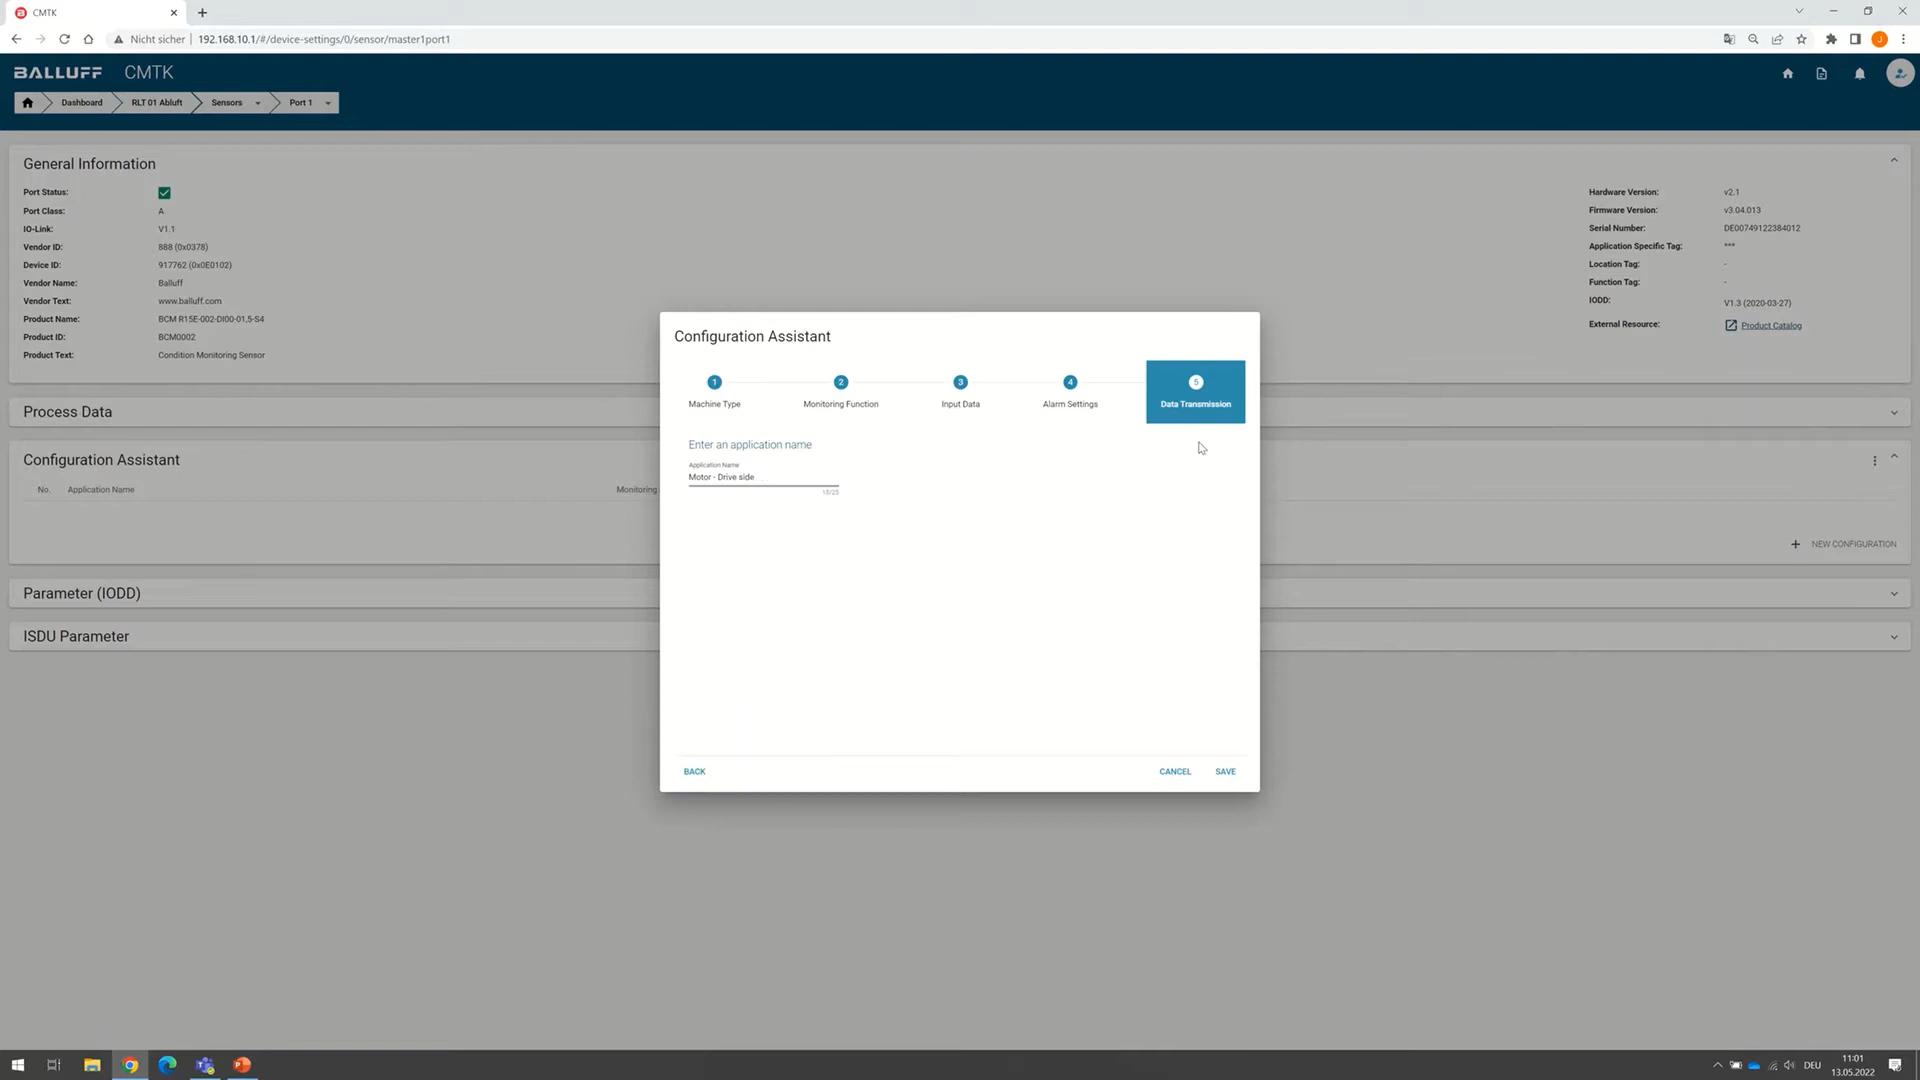 CMTK
Nicht sicher
192.168.10.1/#/device-settings/0/sensor/master1port1
J
BALLUFF CMTK
Dashboard
RLT 01 Abluft
Sensors
Port 1
General Information
Port Status:
Port Class: A
IO-Link: V1.1
Vendor ID: 888 (0x0378)
Device ID: 917762 (0x0E0102)
Vendor Name: Balluff
Vendor Text: www.balluff.com
Product Name: BCM R15E-002-DI00-01,5-S4
Product ID: BCM0002
Product Text: Condition Monitoring Sensor
Hardware Version: v2.1
Firmware Version: v3.04.013
Serial Number: DE00749122384012
Application Specific Tag: ***
Location Tag: -
Function Tag: -
IODD: V1.3 (2020-03-27)
External Resource: Product Catalog
Process Data
Configuration Assistant
No. Application Name Monitoring
+ NEW CONFIGURATION
Parameter (IODD)
ISDU Parameter
Configuration Assistant
1 2 3 4 5
Machine Type Monitoring Function Input Data Alarm Settings Data Transmission
Enter an application name
Application Name
Motor - Drive side
BACK CANCEL SAVE
DEU
11:01
13.05.2022